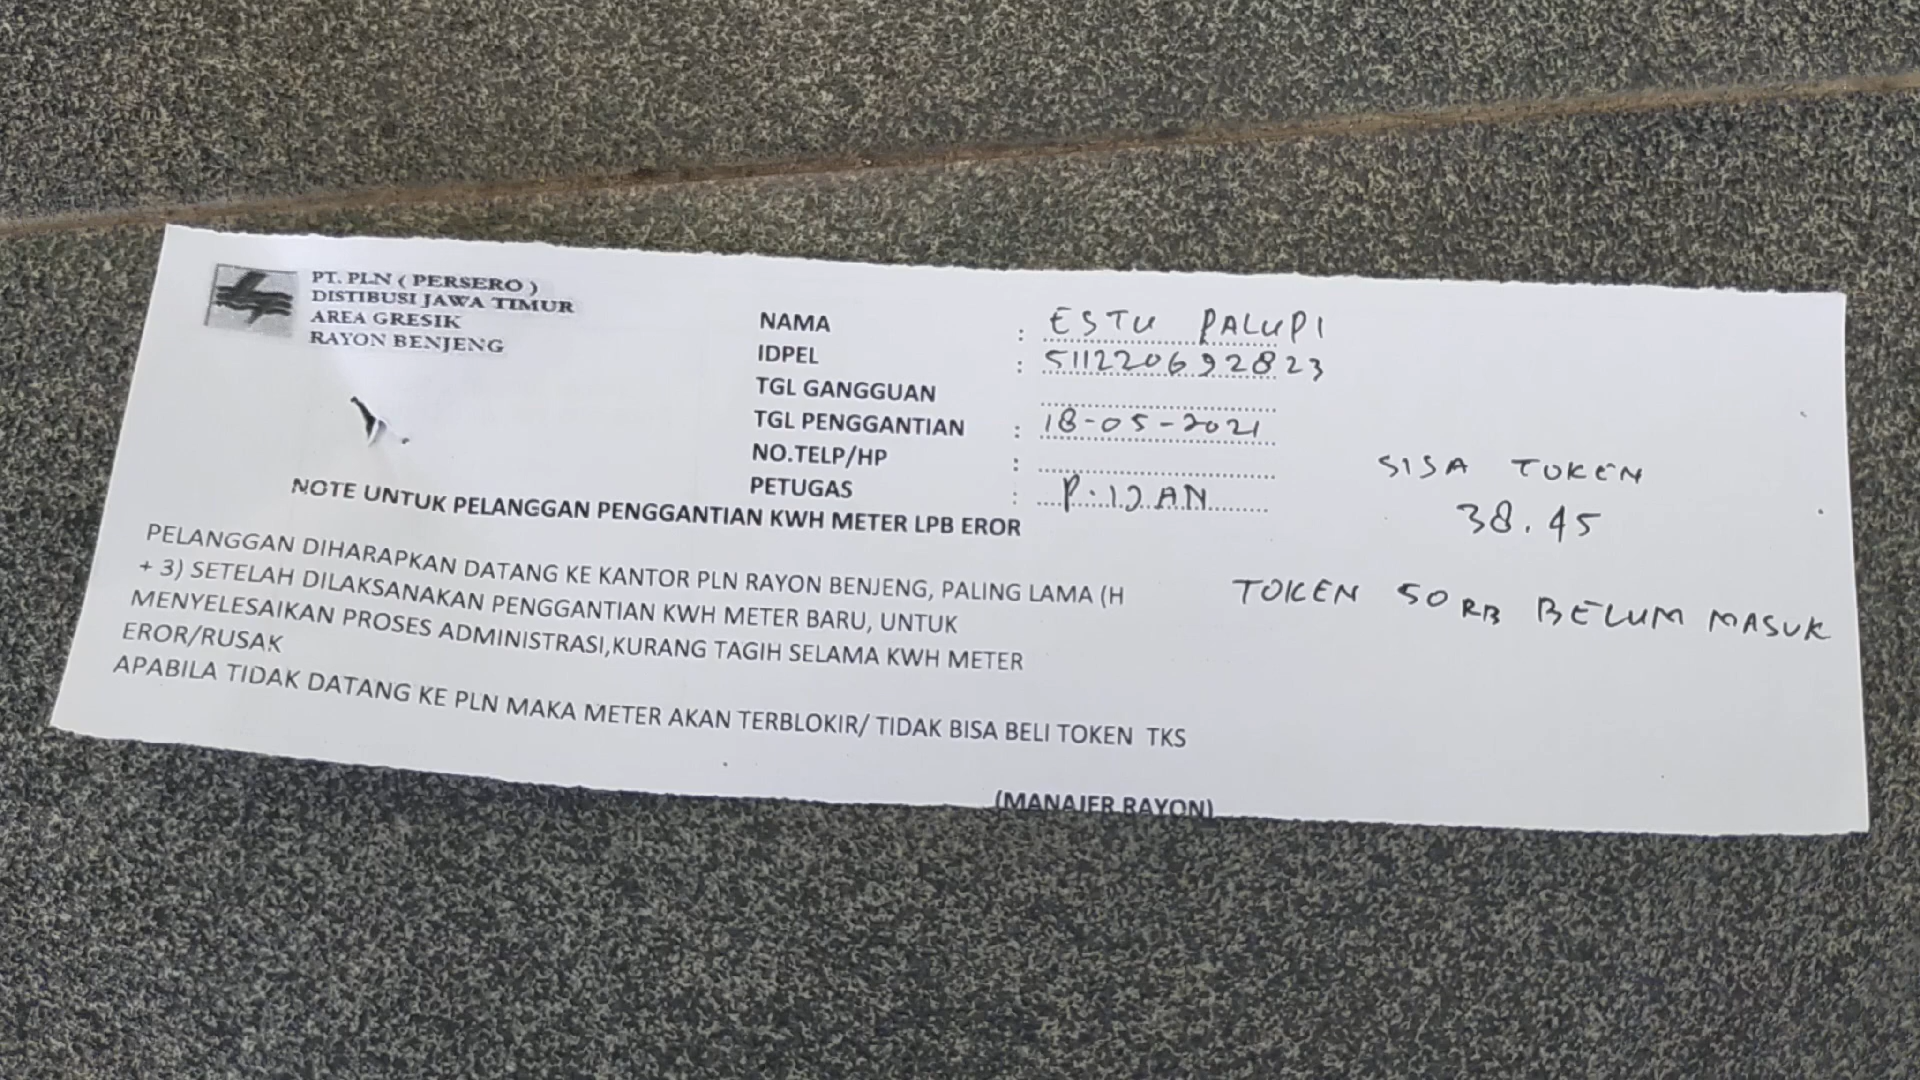 PT. PLN ( PERSERO )
DISTIBUSI JAWA TIMUR
AREA GRESIK
RAYON BENJENG
NAMA : ESTU PALUPI
IDPEL : 511220692823
TGL GANGGUAN
TGL PENGGANTIAN : 18-05-2021
NO.TELP/HP :
PETUGAS : P. IJAN
SISA TOKEN
38.45
TOKEN 50 RB BELUM MASUK
NOTE UNTUK PELANGGAN PENGGANTIAN KWH METER LPB EROR
PELANGGAN DIHARAPKAN DATANG KE KANTOR PLN RAYON BENJENG, PALING LAMA (H
+ 3) SETELAH DILAKSANAKAN PENGGANTIAN KWH METER BARU, UNTUK
MENYELESAIKAN PROSES ADMINISTRASI,KURANG TAGIH SELAMA KWH METER
EROR/RUSAK
APABILA TIDAK DATANG KE PLN MAKA METER AKAN TERBLOKIR/ TIDAK BISA BELI TOKEN TKS
(MANAJER RAYON)